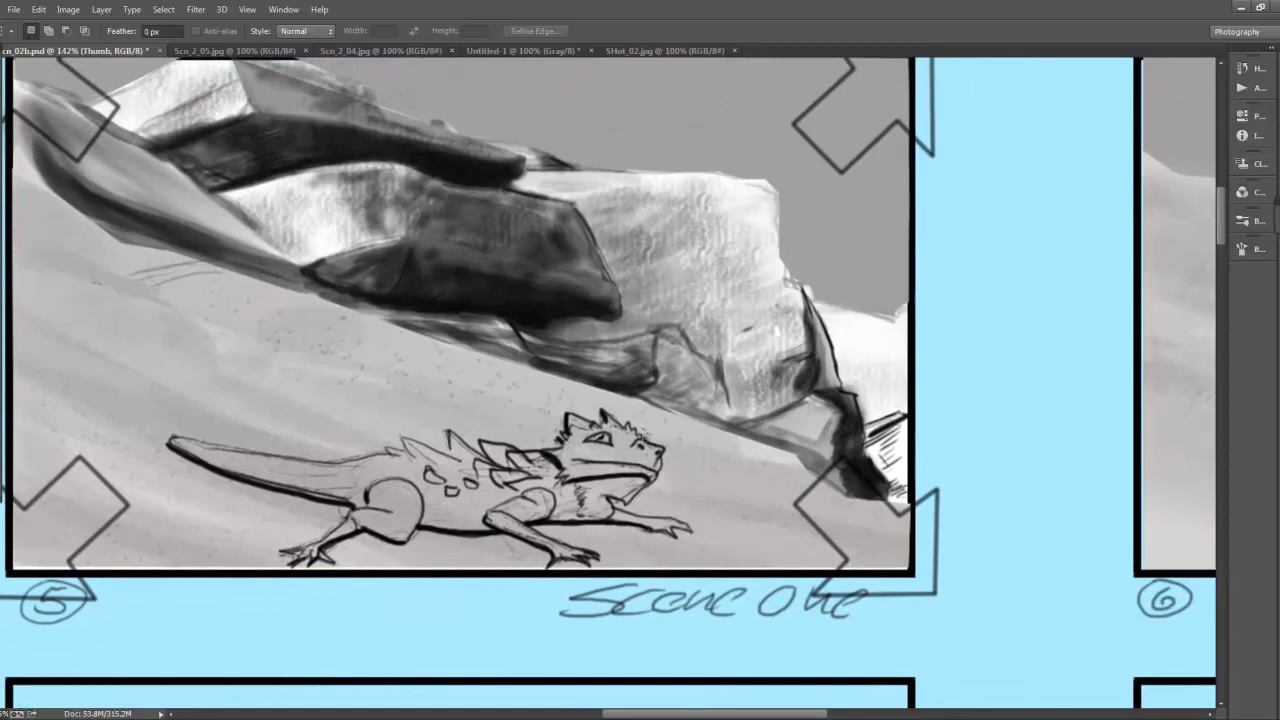 File Edit Image Layer Type Select Filter 3D View Window Help
Feather: 0 px Anti-alias Style: Normal Width: Height: Refine Edge... Photography
cn_02b.psd @ 142% (Thumb, RGB/8) * × Scn_2_05.jpg @ 100% (RGB/8#) × Scn_2_04.jpg @ 100% (RGB/8#) × Untitled-1 @ 100% (Gray/8) * × SHot_02.jpg @ 100% (RGB/8#) ×
H...
A...
P...
I...
Cl...
C...
B...
B...
5 Scene One 6
Doc: 53.8M/315.2M